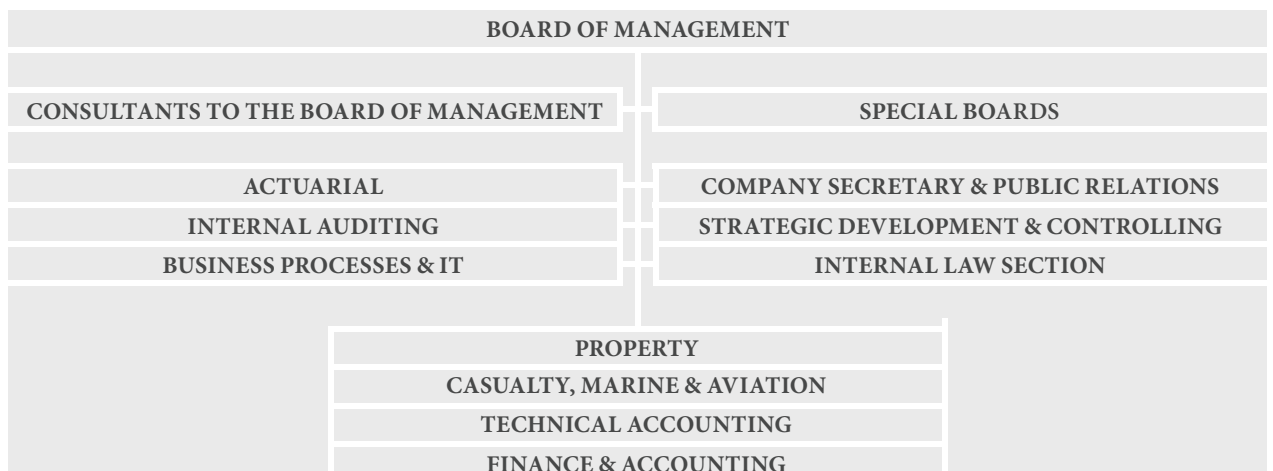 BOARD OF MANAGEMENT
CONSULTANTS TO THE BOARD OF MANAGEMENT
SPECIAL BOARDS
ACTUARIAL
COMPANY SECRETARY & PUBLIC RELATIONS
INTERNAL AUDITING
STRATEGIC DEVELOPMENT & CONTROLLING
BUSINESS PROCESSES & IT
INTERNAL LAW SECTION
PROPERTY
CASUALTY, MARINE & AVIATION
TECHNICAL ACCOUNTING
FINANCE & ACCOUNTING